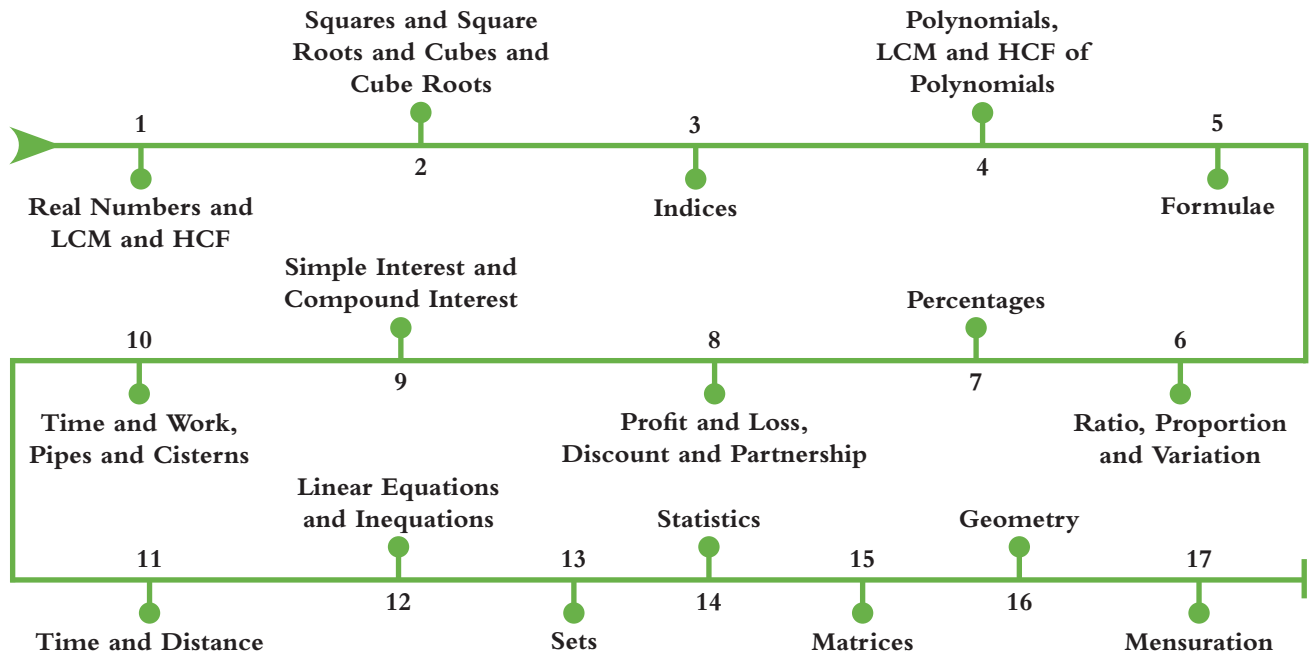 Squares and Square
Roots and Cubes and
Cube Roots
Polynomials,
LCM and HCF of
Polynomials
1
2
3
4
5
Real Numbers and
LCM and HCF
Indices
Formulae
Simple Interest and
Compound Interest
Percentages
10
9
8
7
6
Time and Work,
Pipes and Cisterns
Profit and Loss,
Discount and Partnership
Ratio, Proportion
and Variation
Linear Equations
and Inequations
Statistics
Geometry
11
12
13
14
15
16
17
Time and Distance
Sets
Matrices
Mensuration